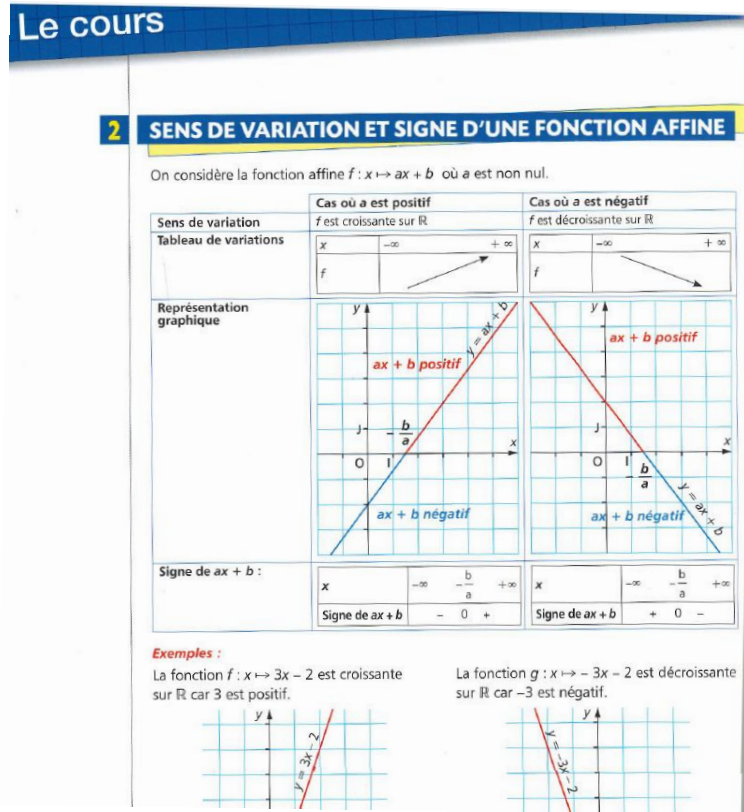 Le cours
2 SENS DE VARIATION ET SIGNE D'UNE FONCTION AFFINE
On considère la fonction affine f : x ↦ ax + b où a est non nul.
Cas où a est positif
Cas où a est négatif
Sens de variation
f est croissante sur ℝ
f est décroissante sur ℝ
Tableau de variations
x −∞ + ∞
f
x −∞ + ∞
f
Représentation
graphique
y
y = ax + b
ax + b positif
J
− b/a
x
O I
ax + b négatif
y
ax + b positif
J
x
O I
− b/a
y = ax + b
ax + b négatif
Signe de ax + b :
x −∞ − b/a +∞
Signe de ax + b − 0 +
x −∞ − b/a +∞
Signe de ax + b + 0 −
Exemples :
La fonction f : x ↦ 3x − 2 est croissante
sur ℝ car 3 est positif.
La fonction g : x ↦ − 3x − 2 est décroissante
sur ℝ car −3 est négatif.
y
y = 3x − 2
y
y = −3x − 2